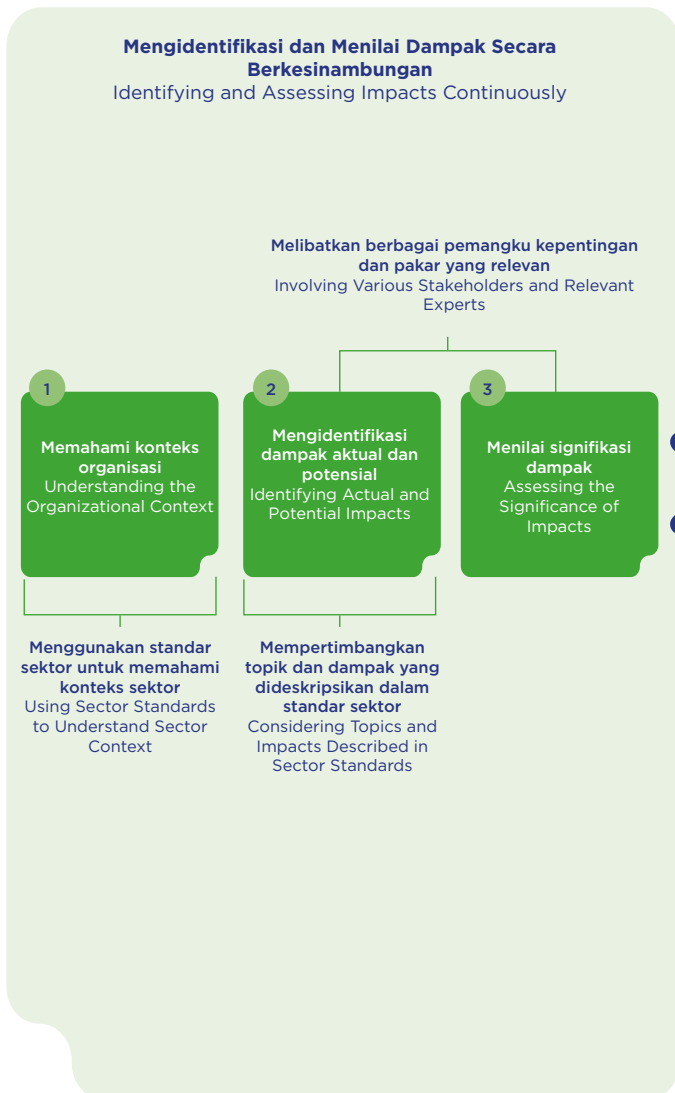 Mengidentifikasi dan Menilai Dampak Secara
Berkesinambungan
Identifying and Assessing Impacts Continuously
Melibatkan berbagai pemangku kepentingan
dan pakar yang relevan
Involving Various Stakeholders and Relevant
Experts
1
Memahami konteks
organisasi
Understanding the
Organizational Context
2
Mengidentifikasi
dampak aktual dan
potensial
Identifying Actual and
Potential Impacts
3
Menilai signifikasi
dampak
Assessing the
Significance of
Impacts
Menggunakan standar
sektor untuk memahami
konteks sektor
Using Sector Standards
to Understand Sector
Context
Mempertimbangkan
topik dan dampak yang
dideskripsikan dalam
standar sektor
Considering Topics and
Impacts Described in
Sector Standards